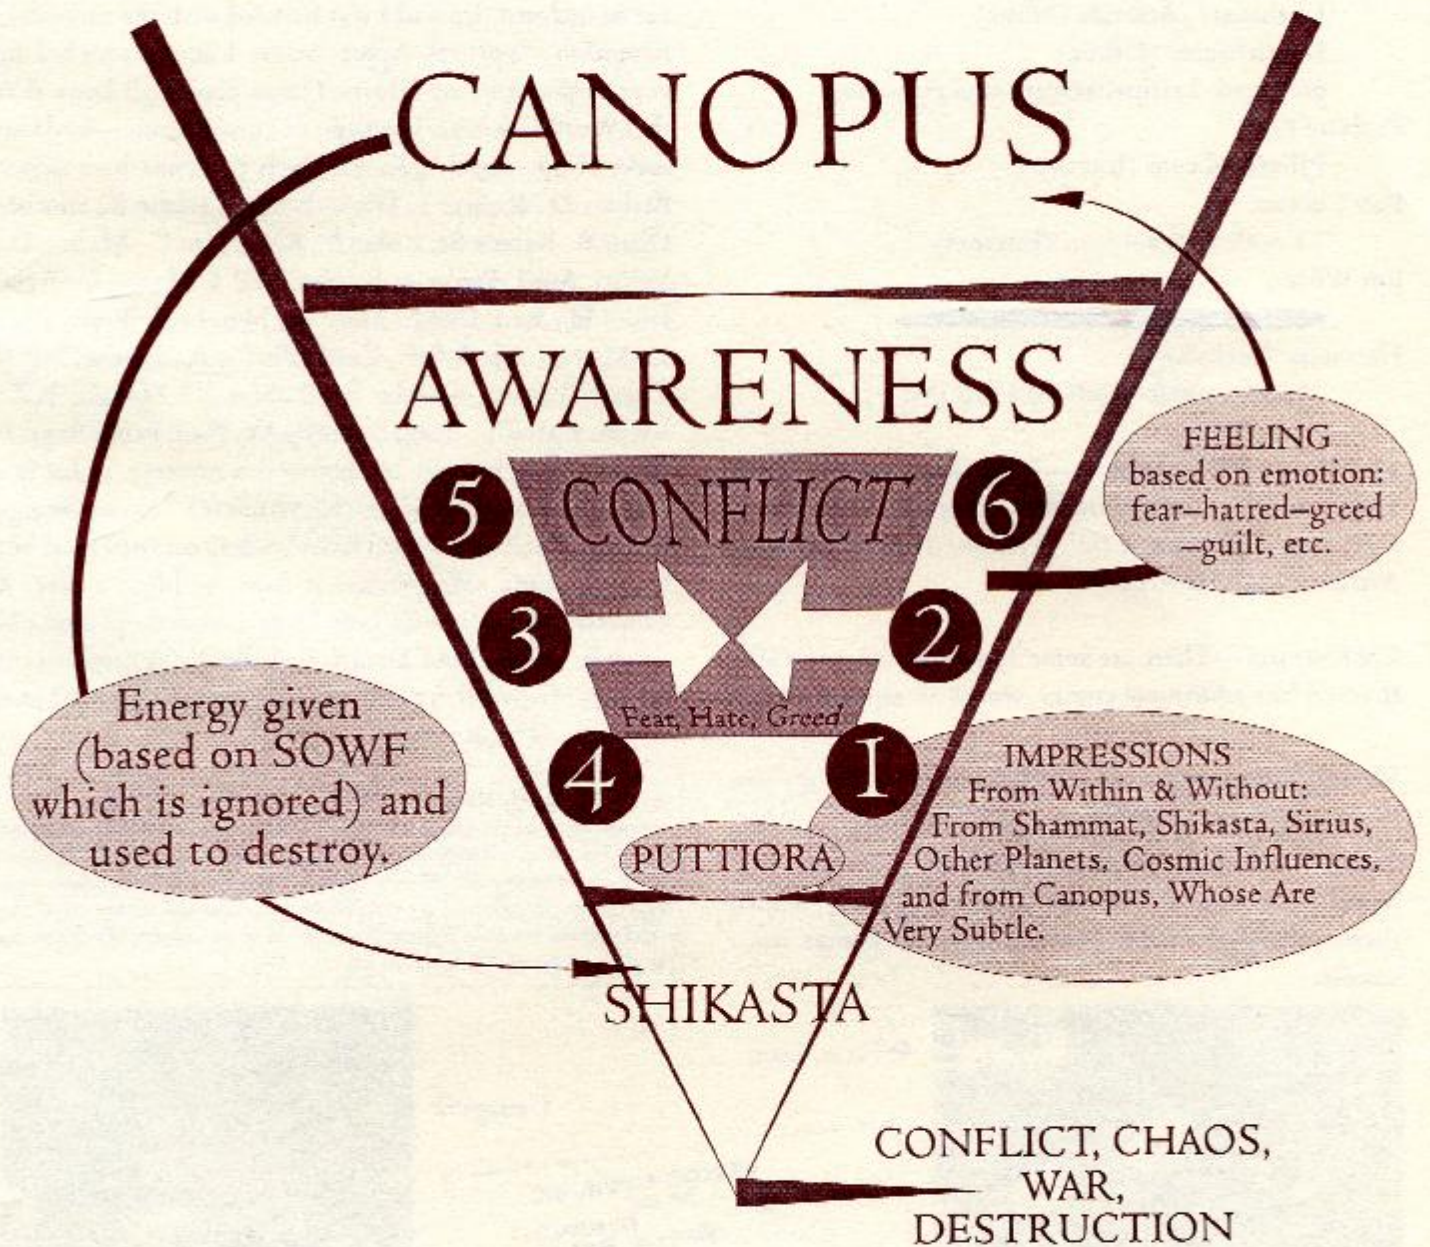 CANOPUS
AWARENESS
5
CONFLICT
6
FEELING
based on emotion:
fear—hatred—greed
—guilt, etc.
3
2
Fear, Hate, Greed
4
1
Energy given
(based on SOWF
which is ignored) and
used to destroy.
IMPRESSIONS
From Within & Without:
From Shammat, Shikasta, Sirius,
Other Planets, Cosmic Influences,
and from Canopus, Whose Are
Very Subtle.
PUTTIORA
SHIKASTA
CONFLICT, CHAOS,
WAR,
DESTRUCTION